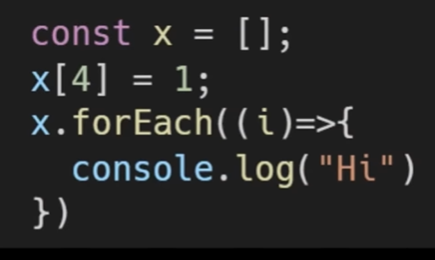 const x = [];
x[4] = 1;
x.forEach((i)=>{
  console.log("Hi")
})